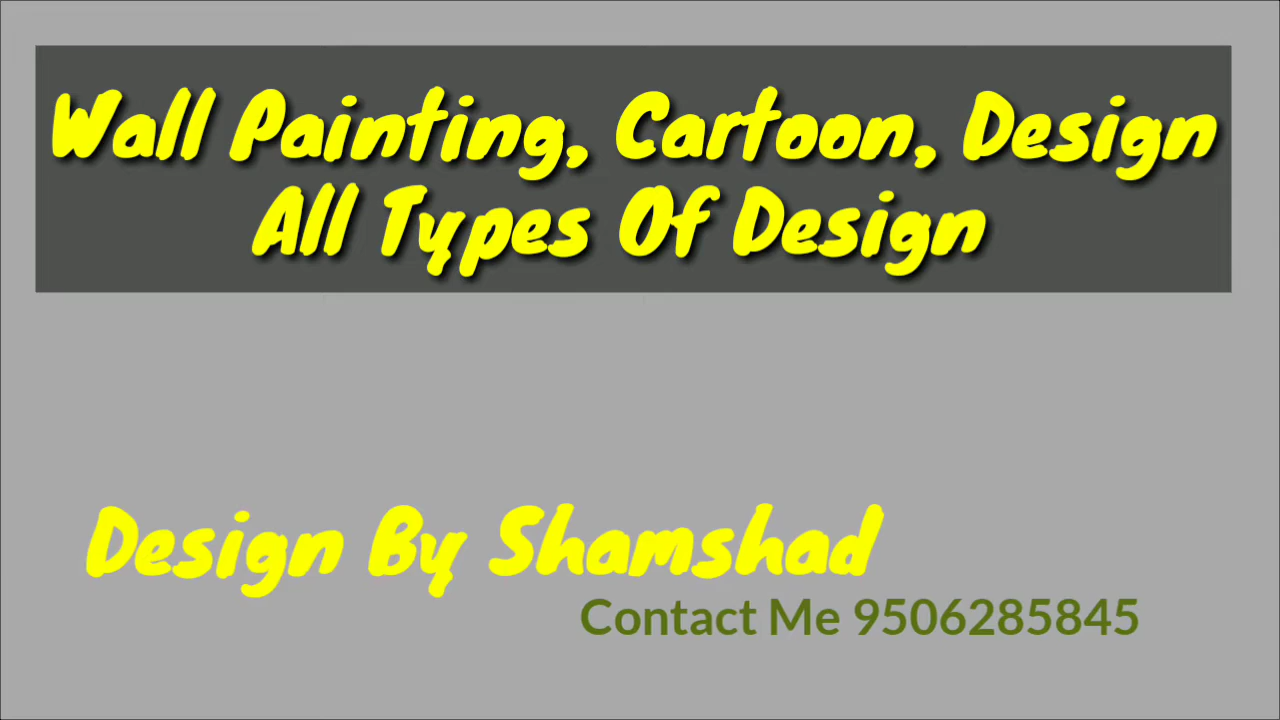 Wall Painting, Cartoon, Design
All Types Of Design
Design By Shamshad
Contact Me 9506285845